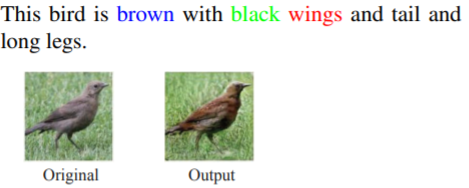 This bird is brown with black wings and tail and
long legs.
Original
Output